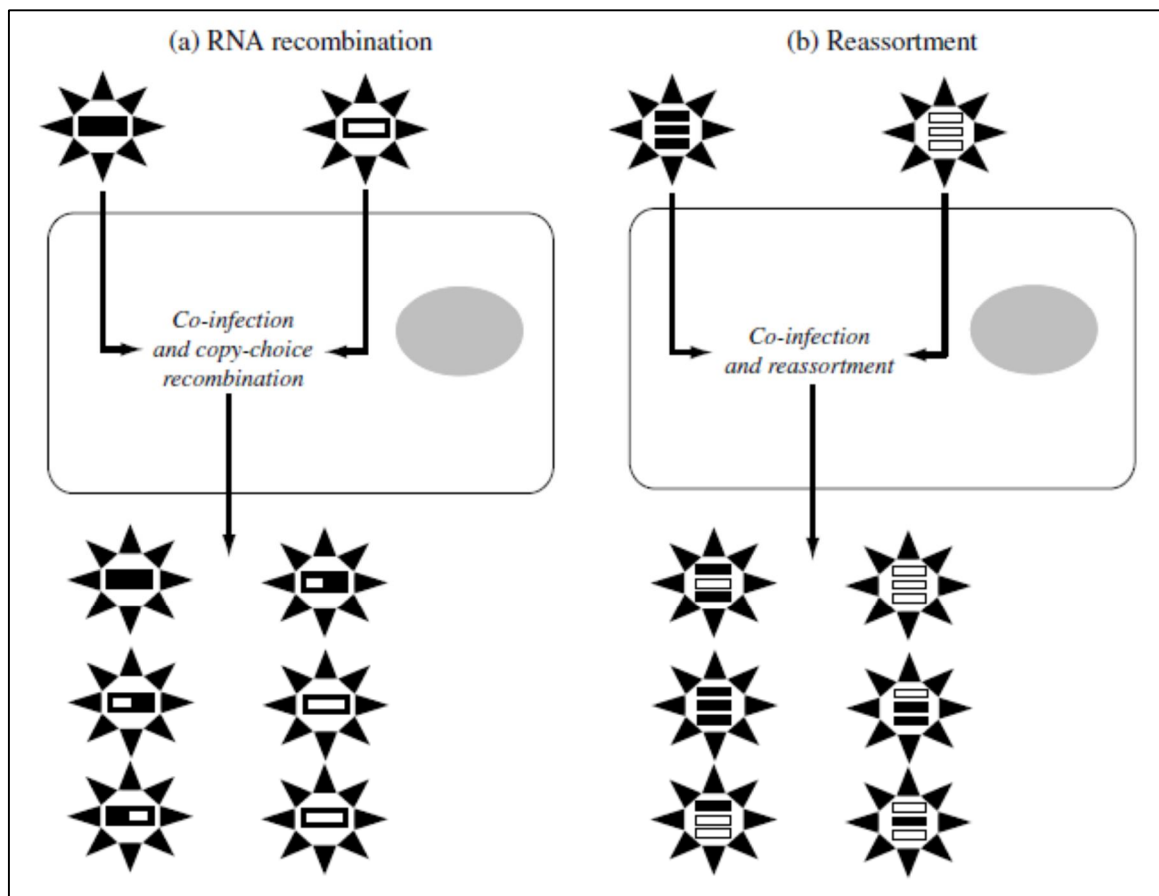 (a) RNA recombination
(b) Reassortment
Co-infection
and copy-choice
recombination
Co-infection
and reassortment